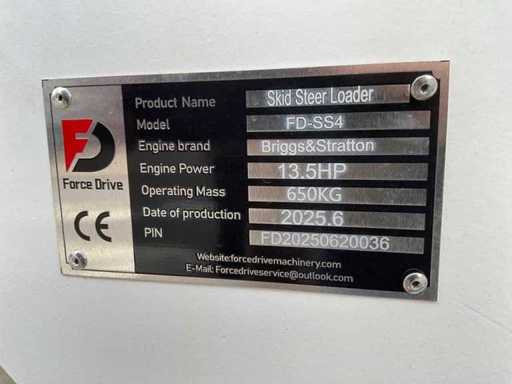 FD
Force Drive
CE
Product Name Skid Steer Loader
Model FD-SS4
Engine brand Briggs&Stratton
Engine Power 13.5HP
Operating Mass 650KG
Date of production 2025.6
PIN FD20250620036
Website:forcedrivemachinery.com
E-Mail: Forcedriveservice@outlook.com